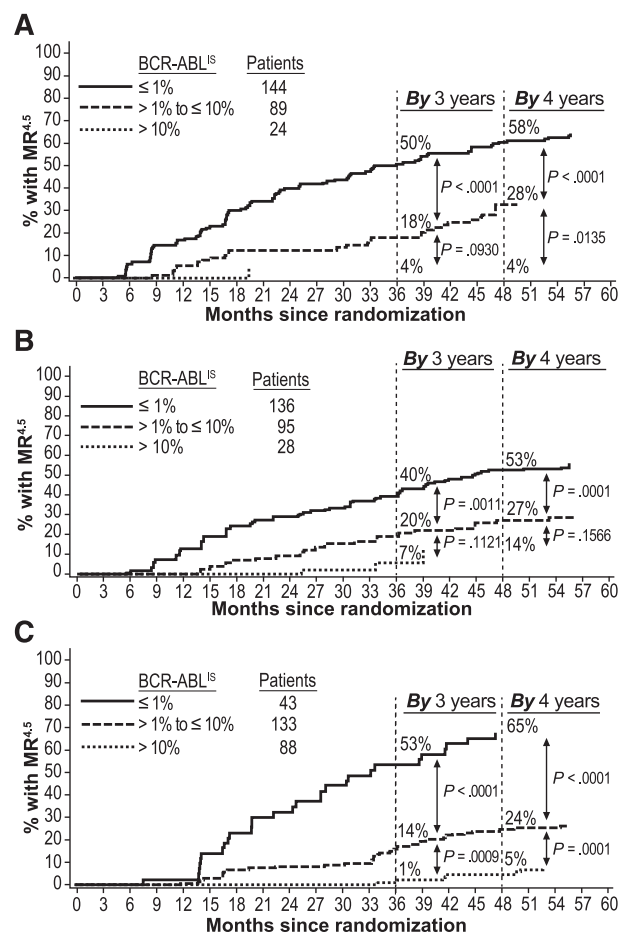 A
100
90
80
70
60
50
40
30
20
10
0
% with MR4.5
BCR-ABLIS Patients
≤ 1% 144
> 1% to ≤ 10% 89
> 10% 24
By 3 years By 4 years
50% 58%
P < .0001 P < .0001
18% 28%
P = .0930 P = .0135
4% 4%
0 3 6 9 12 15 18 21 24 27 30 33 36 39 42 45 48 51 54 57 60
Months since randomization
B
100
90
80
70
60
50
40
30
20
10
0
% with MR4.5
BCR-ABLIS Patients
≤ 1% 136
> 1% to ≤ 10% 95
> 10% 28
By 3 years By 4 years
40% 53%
P = .0011 P = .0001
20% 27%
P = .1121 P = .1566
7% 14%
0 3 6 9 12 15 18 21 24 27 30 33 36 39 42 45 48 51 54 57 60
Months since randomization
C
100
90
80
70
60
50
40
30
20
10
0
% with MR4.5
BCR-ABLIS Patients
≤ 1% 43
> 1% to ≤ 10% 133
> 10% 88
By 3 years By 4 years
53% 65%
P < .0001 P < .0001
14% 24%
P = .0009 P = .0001
1% 5%
0 3 6 9 12 15 18 21 24 27 30 33 36 39 42 45 48 51 54 57 60
Months since randomization